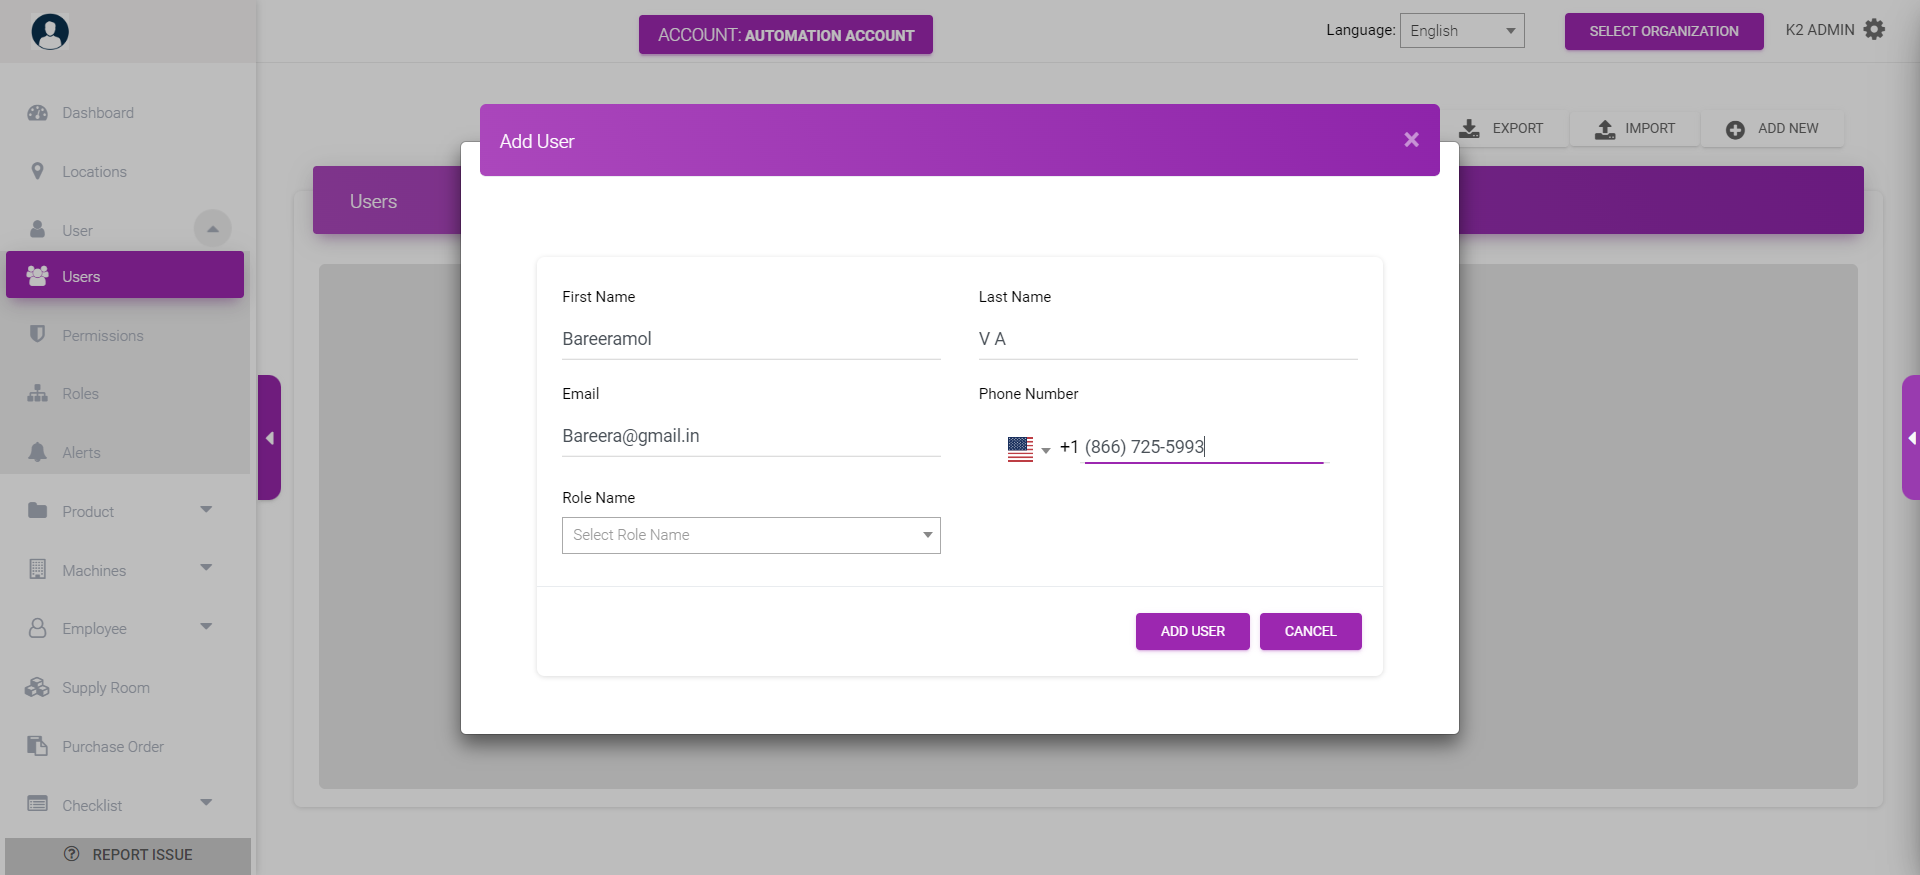 ACCOUNT: AUTOMATION ACCOUNT
Language: English
SELECT ORGANIZATION
K2 ADMIN
Dashboard
Locations
User
Users
Permissions
Roles
Alerts
Product
Machines
Employee
Supply Room
Purchase Order
Checklist
REPORT ISSUE
EXPORT
IMPORT
ADD NEW
Users
Add User
×
First Name
Bareeramol
Last Name
V A
Email
Bareera@gmail.in
Phone Number
+1 (866) 725-5993
Role Name
Select Role Name
ADD USER
CANCEL